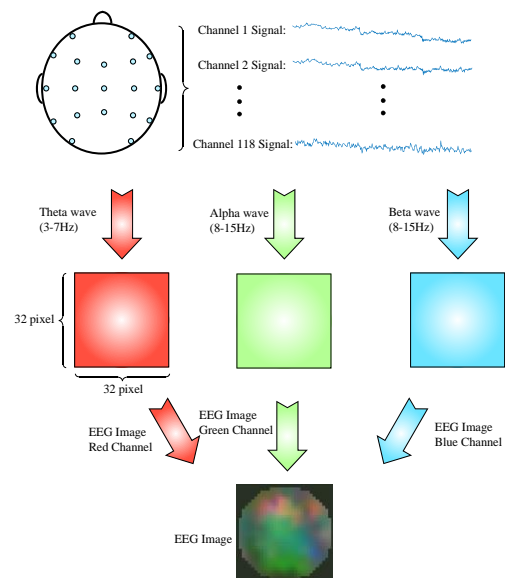 Channel 1 Signal:
Channel 2 Signal:
Channel 118 Signal:
Theta wave
(3-7Hz)
Alpha wave
(8-15Hz)
Beta wave
(8-15Hz)
32 pixel
32 pixel
EEG Image
Red Channel
EEG Image
Green Channel
EEG Image
Blue Channel
EEG Image